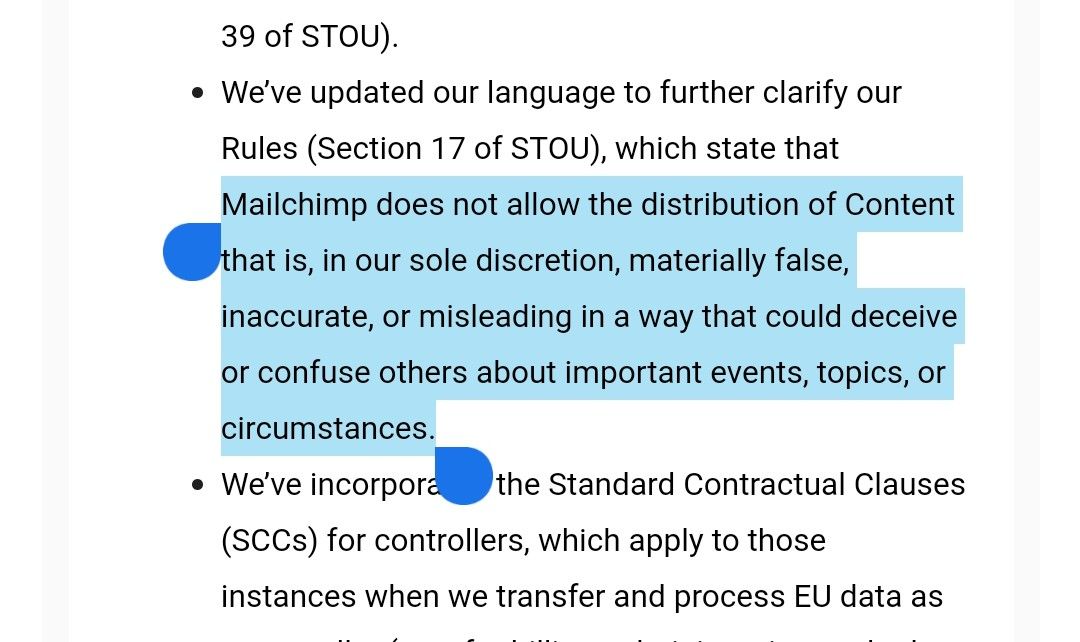 39 of STOU).
We’ve updated our language to further clarify our
Rules (Section 17 of STOU), which state that
Mailchimp does not allow the distribution of Content
that is, in our sole discretion, materially false,
inaccurate, or misleading in a way that could deceive
or confuse others about important events, topics, or
circumstances.
We’ve the Standard Contractual Clauses
(SCCs) for controllers, which apply to those
instances when we transfer and process EU data as